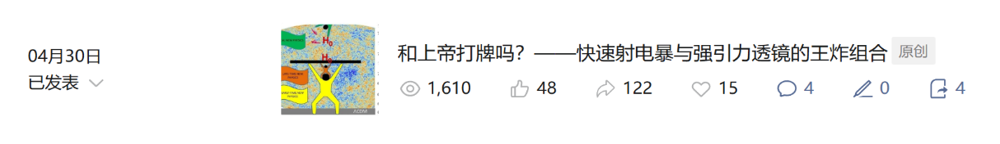 04月30日
已发表
H₀
H₀
和上帝打牌吗？——快速射电暴与强引力透镜的王炸组合 原创
1,610 48 122 15 4 0 4